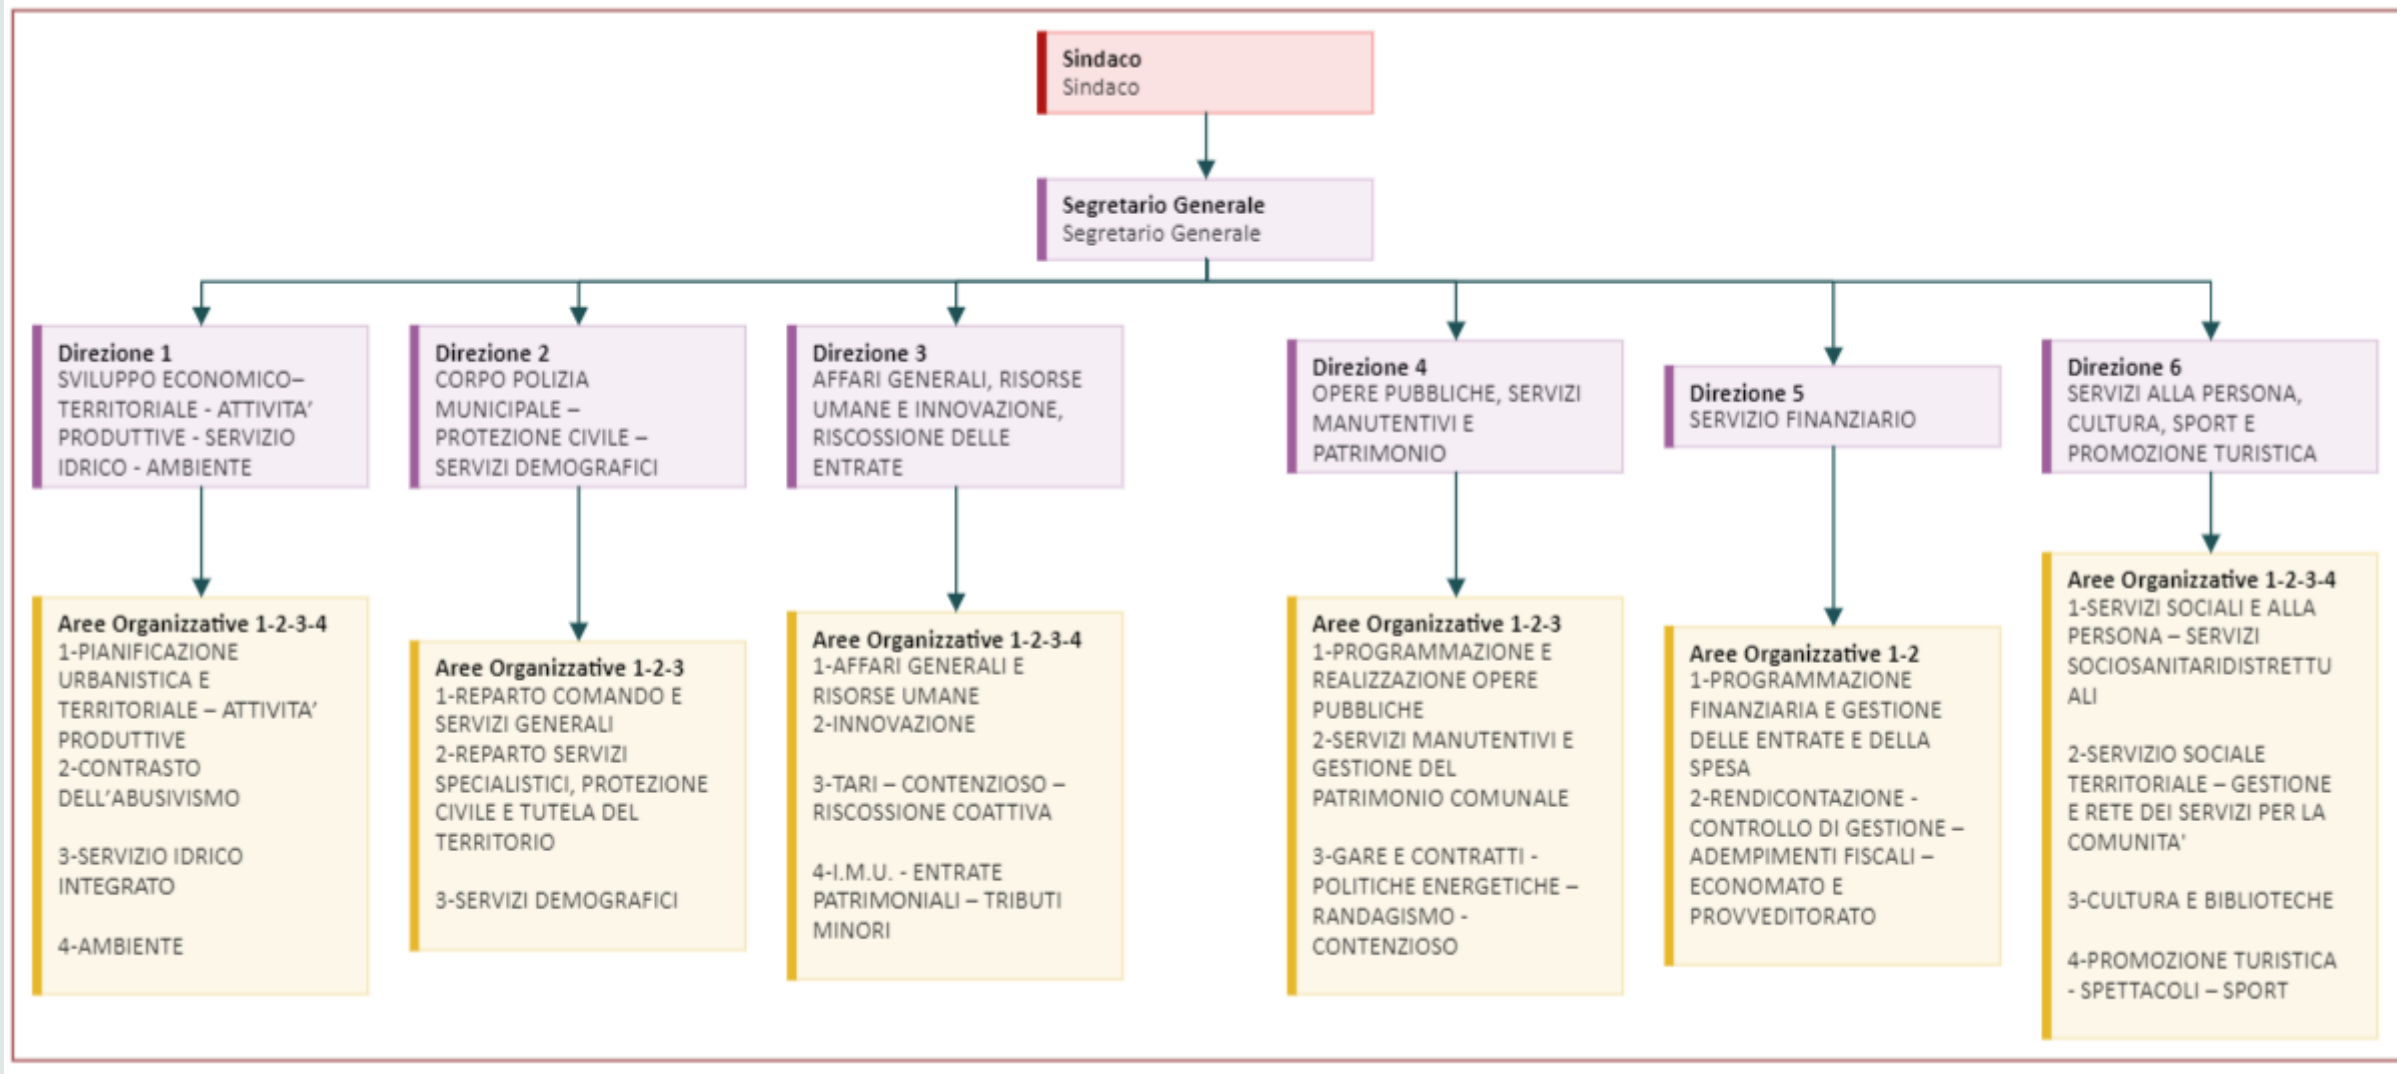 Sindaco
Sindaco
Segretario Generale
Segretario Generale
Direzione 1
SVILUPPO ECONOMICO–
TERRITORIALE - ATTIVITA’
PRODUTTIVE - SERVIZIO
IDRICO - AMBIENTE
Direzione 2
CORPO POLIZIA
MUNICIPALE –
PROTEZIONE CIVILE –
SERVIZI DEMOGRAFICI
Direzione 3
AFFARI GENERALI, RISORSE
UMANE E INNOVAZIONE,
RISCOSSIONE DELLE
ENTRATE
Direzione 4
OPERE PUBBLICHE, SERVIZI
MANUTENTIVI E
PATRIMONIO
Direzione 5
SERVIZIO FINANZIARIO
Direzione 6
SERVIZI ALLA PERSONA,
CULTURA, SPORT E
PROMOZIONE TURISTICA
Aree Organizzative 1-2-3-4
1-PIANIFICAZIONE
URBANISTICA E
TERRITORIALE – ATTIVITA’
PRODUTTIVE
2-CONTRASTO
DELL’ABUSIVISMO
3-SERVIZIO IDRICO
INTEGRATO
4-AMBIENTE
Aree Organizzative 1-2-3
1-REPARTO COMANDO E
SERVIZI GENERALI
2-REPARTO SERVIZI
SPECIALISTICI, PROTEZIONE
CIVILE E TUTELA DEL
TERRITORIO
3-SERVIZI DEMOGRAFICI
Aree Organizzative 1-2-3-4
1-AFFARI GENERALI E
RISORSE UMANE
2-INNOVAZIONE
3-TARI – CONTENZIOSO –
RISCOSSIONE COATTIVA
4-I.M.U. - ENTRATE
PATRIMONIALI – TRIBUTI
MINORI
Aree Organizzative 1-2-3
1-PROGRAMMAZIONE E
REALIZZAZIONE OPERE
PUBBLICHE
2-SERVIZI MANUTENTIVI E
GESTIONE DEL
PATRIMONIO COMUNALE
3-GARE E CONTRATTI -
POLITICHE ENERGETICHE –
RANDAGISMO -
CONTENZIOSO
Aree Organizzative 1-2
1-PROGRAMMAZIONE
FINANZIARIA E GESTIONE
DELLE ENTRATE E DELLA
SPESA
2-RENDICONTAZIONE -
CONTROLLO DI GESTIONE –
ADEMPIMENTI FISCALI –
ECONOMATO E
PROVVEDITORATO
Aree Organizzative 1-2-3-4
1-SERVIZI SOCIALI E ALLA
PERSONA – SERVIZI
SOCIOSANITARIDISTRETTU
ALI
2-SERVIZIO SOCIALE
TERRITORIALE – GESTIONE
E RETE DEI SERVIZI PER LA
COMUNITA'
3-CULTURA E BIBLIOTECHE
4-PROMOZIONE TURISTICA
- SPETTACOLI – SPORT